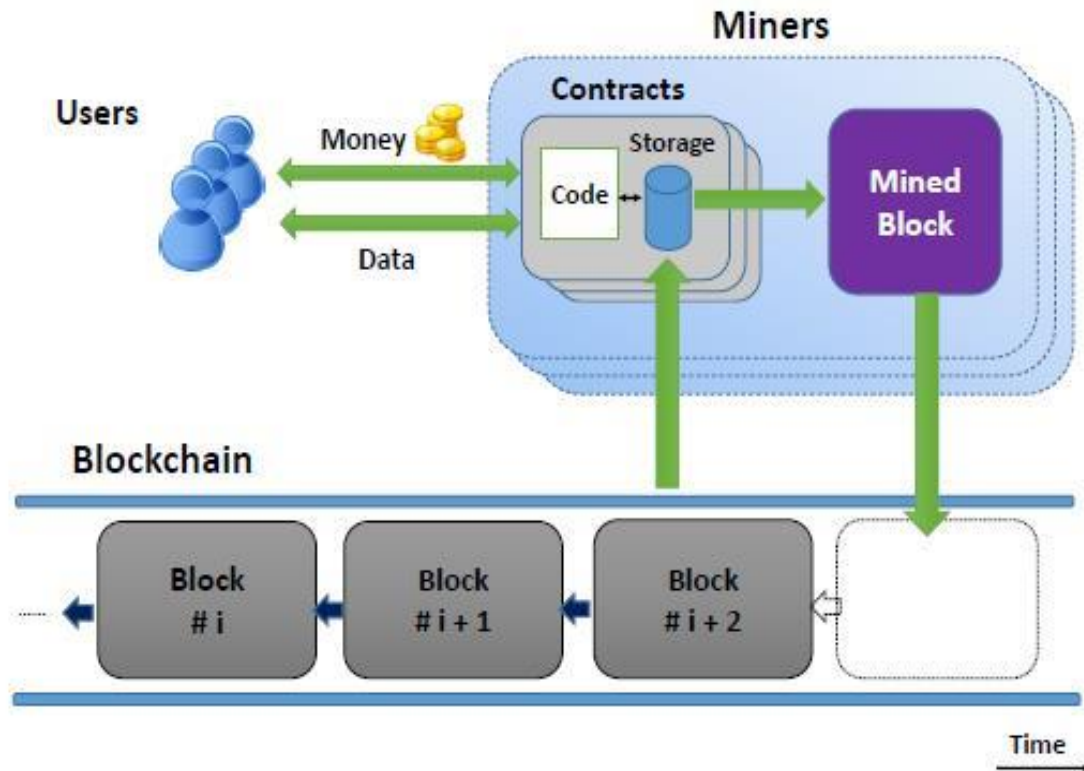 Miners
Users
Contracts
Money
Storage
Code
Mined
Block
Data
Blockchain
.....
Block
# i
Block
# i + 1
Block
# i + 2
Time